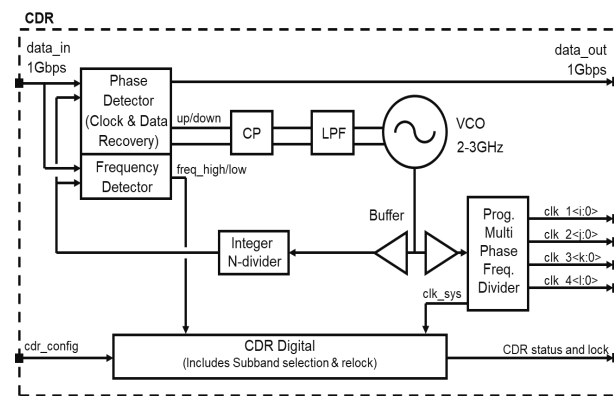 CDR
data_in
1Gbps
data_out
1Gbps
Phase
Detector
(Clock & Data
Recovery)
up/down
CP
LPF
VCO
2-3GHz
Frequency
Detector
freq_high/low
Buffer
Integer
N-divider
Prog.
Multi
Phase
Freq.
Divider
clk_1<i:0>
clk_2<j:0>
clk_3<k:0>
clk_4<l:0>
clk_sys
cdr_config
CDR Digital
(Includes Subband selection & relock)
CDR status and lock